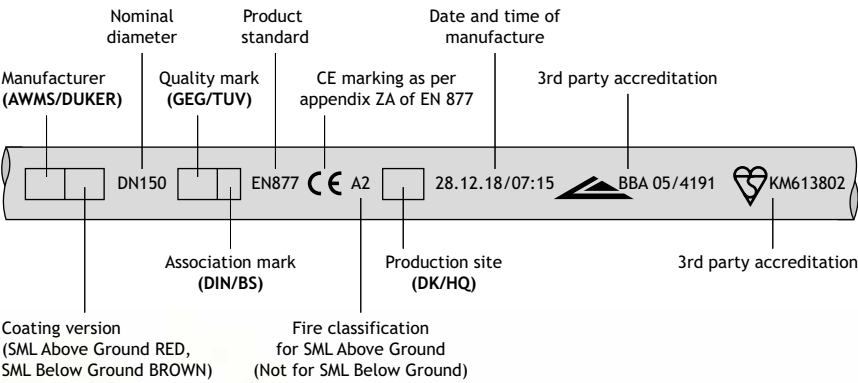 Nominal
diameter
Product
standard
Date and time of
manufacture
Manufacturer
(AWMS/DUKER)
Quality mark
(GEG/TUV)
CE marking as per
appendix ZA of EN 877
3rd party accreditation
DN150 EN877 CE A2 28.12.18/07:15 BBA 05/4191 KM613802
Association mark
(DIN/BS)
Production site
(DK/HQ)
3rd party accreditation
Coating version
(SML Above Ground RED,
SML Below Ground BROWN)
Fire classification
for SML Above Ground
(Not for SML Below Ground)